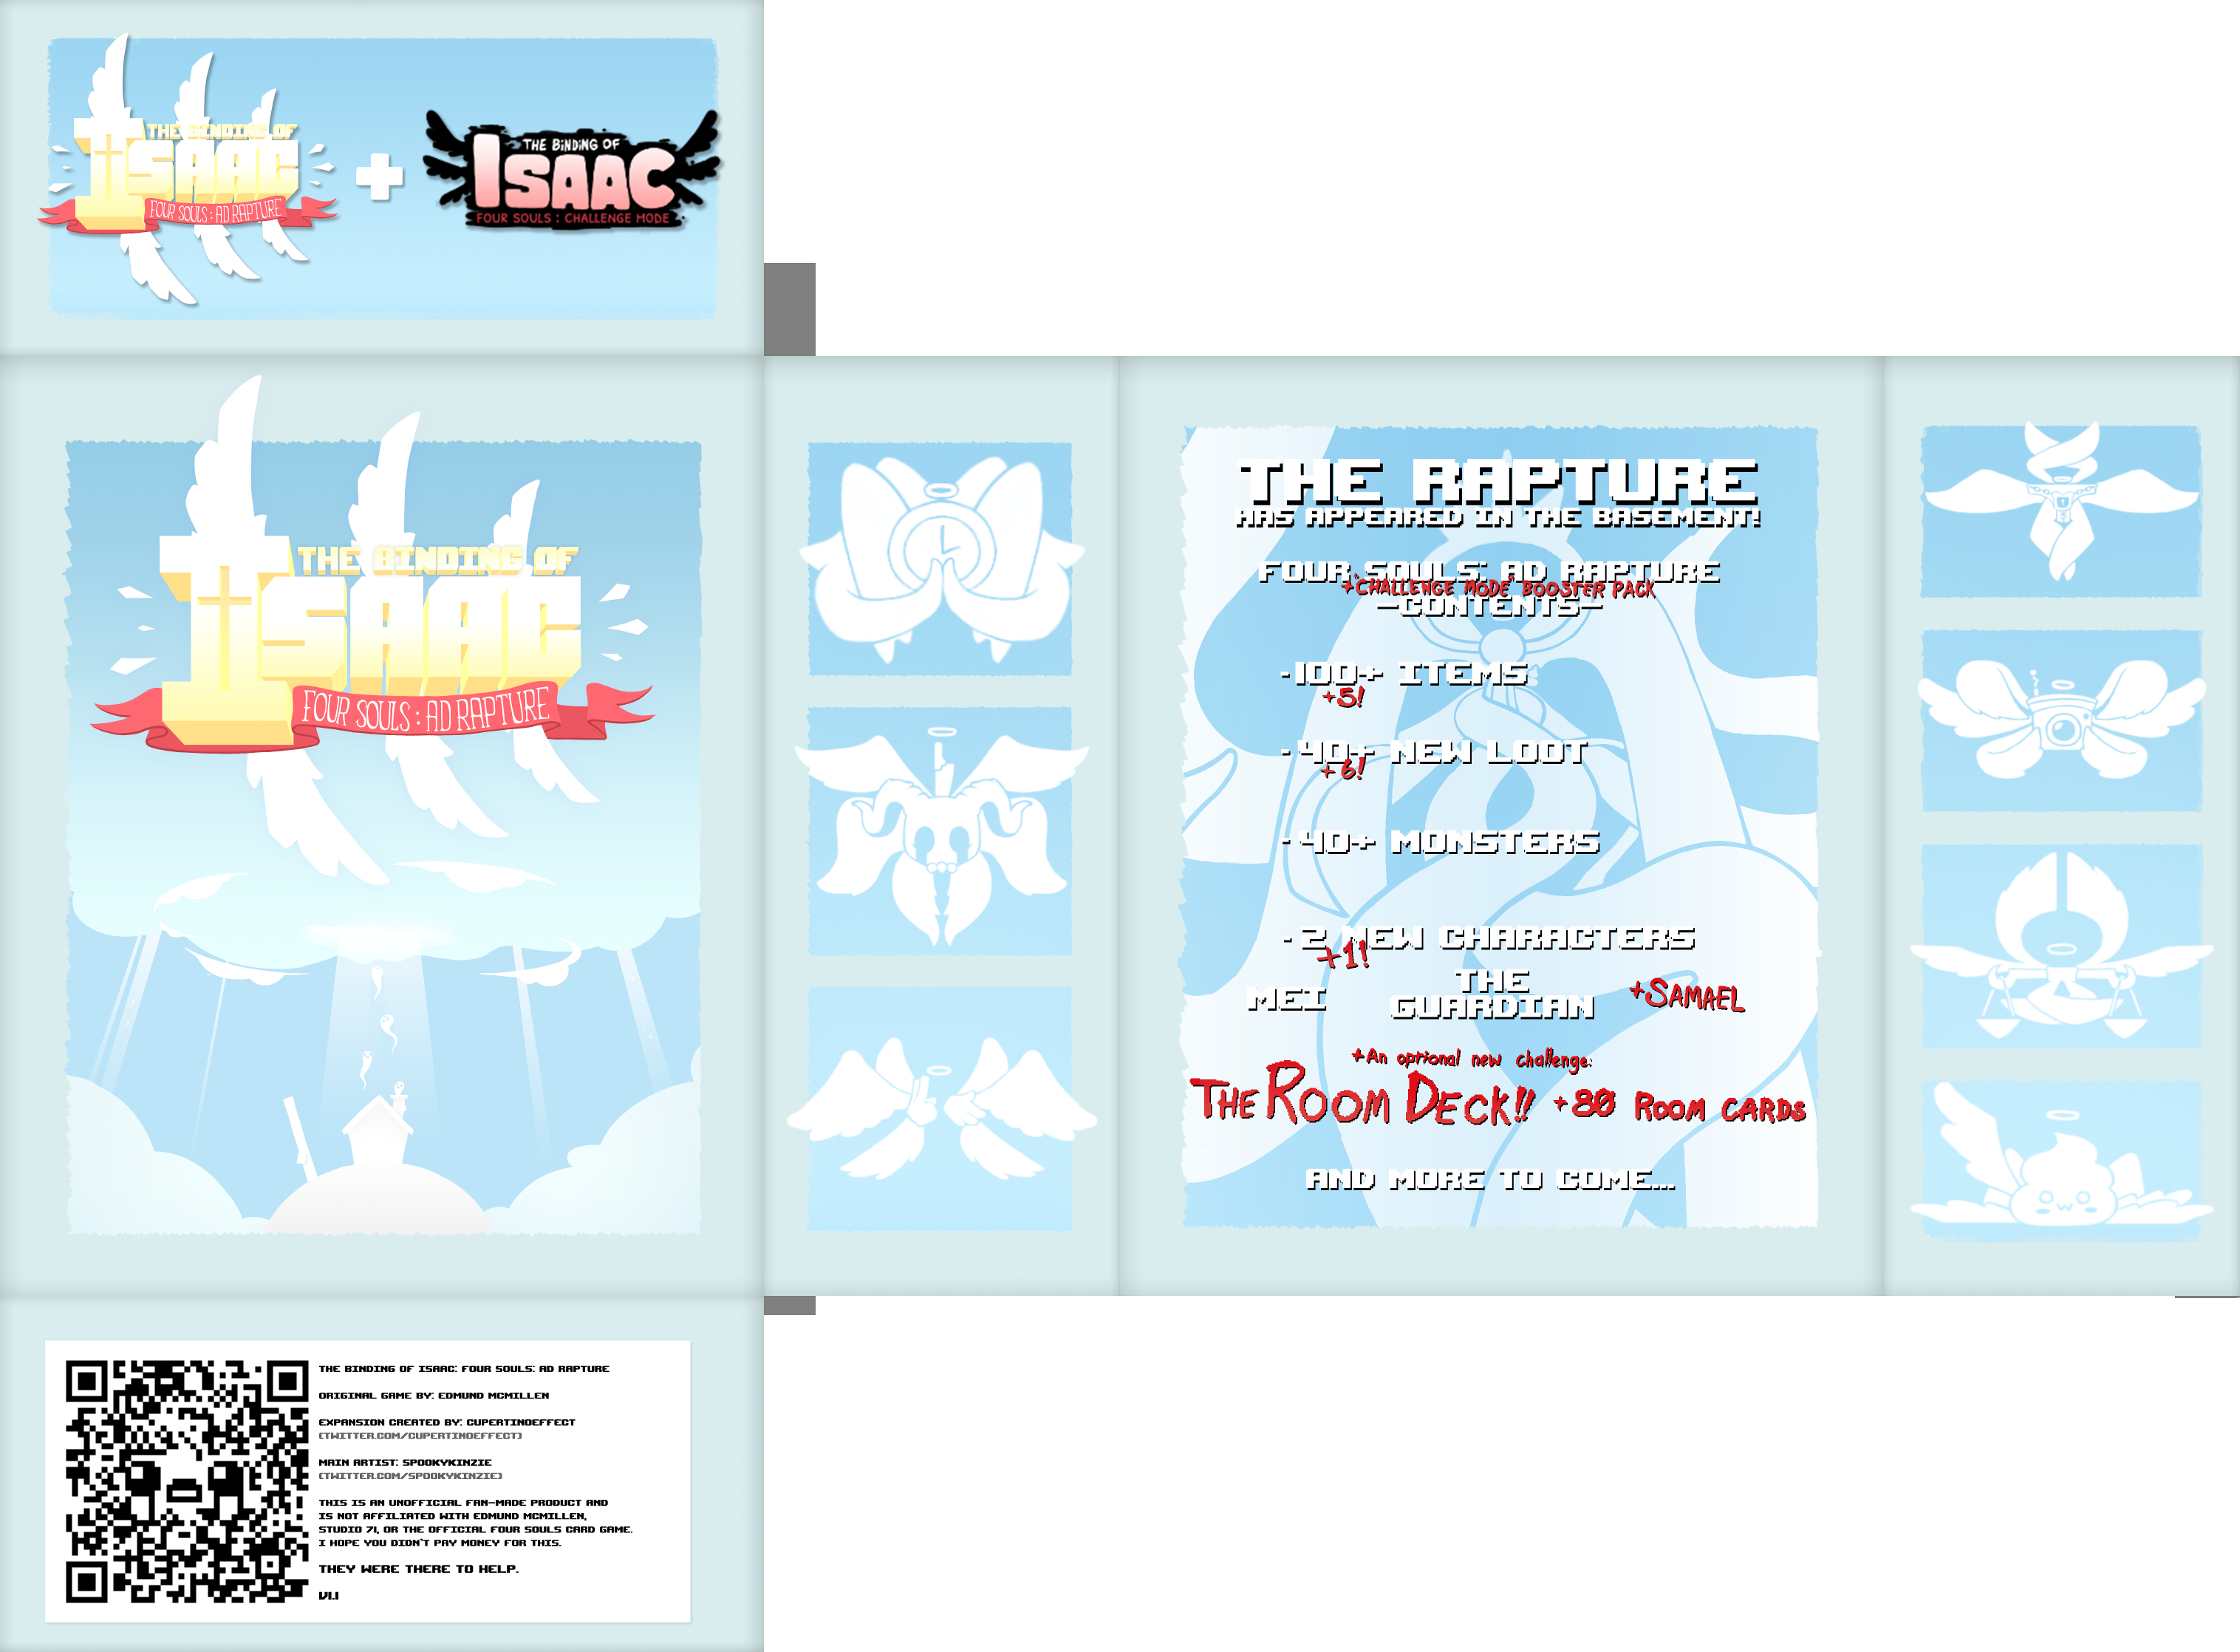 THE BINDING OF
ISAAC
FOUR SOULS : AD RAPTURE
+
THE BINDING OF
ISAAC
FOUR SOULS : CHALLENGE MODE
THE BINDING OF
ISAAC
FOUR SOULS : AD RAPTURE
THE RAPTURE
HAS APPEARED IN THE BASEMENT!
FOUR SOULS: AD RAPTURE
+"CHALLENGE MODE" BOOSTER PACK
-CONTENTS-
-100+ ITEMS
+5!
-40+ NEW LOOT
+6!
-40+ MONSTERS
-2 NEW CHARACTERS
+1!
MEI
THE
GUARDIAN
+SAMAEL
+An optional new challenge:
THE ROOM DECK!! +80 ROOM CARDS
AND MORE TO COME...
THE BINDING OF ISAAC: FOUR SOULS: AD RAPTURE
ORIGINAL GAME BY: EDMUND MCMILLEN
EXPANSION CREATED BY: CUPERTINOEFFECT
(TWITTER.COM/CUPERTINOEFFECT)
MAIN ARTIST: SPOOKYKINZIE
(TWITTER.COM/SPOOKYKINZIE)
THIS IS AN UNOFFICIAL FAN-MADE PRODUCT AND
IS NOT AFFILIATED WITH EDMUND MCMILLEN,
STUDIO 71, OR THE OFFICIAL FOUR SOULS CARD GAME.
I HOPE YOU DIDN'T PAY MONEY FOR THIS.
THEY WERE THERE TO HELP.
V1.1